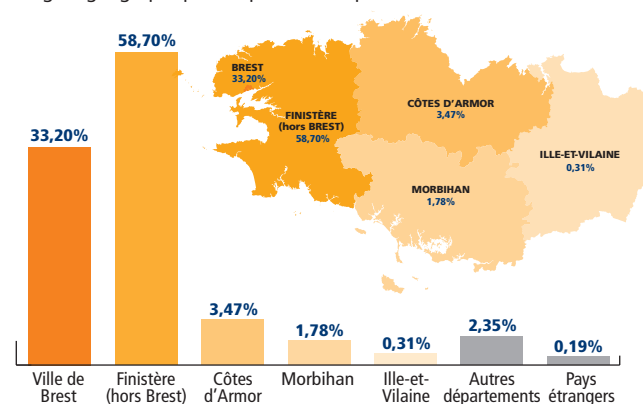 58,70%
33,20%
3,47%
1,78%
0,31%
2,35%
0,19%
Ville de
Brest
Finistère
(hors Brest)
Côtes
d'Armor
Morbihan
Ille-et-
Vilaine
Autres
départements
Pays
étrangers
BREST
33,20%
FINISTÈRE
(hors BREST)
58,70%
CÔTES D'ARMOR
3,47%
MORBIHAN
1,78%
ILLE-ET-VILAINE
0,31%